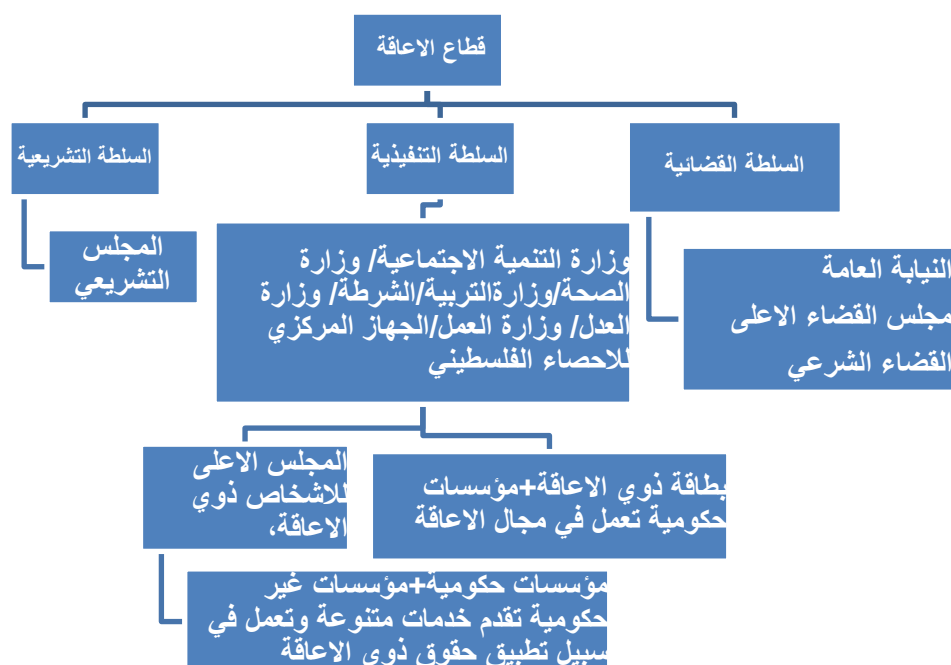 قطاع الاعاقة
السلطة القضائية
السلطة التنفيذية
السلطة التشريعية
النيابة العامة
مجلس القضاء الاعلى
القضاء الشرعي
وزارة التنمية الاجتماعية/ وزارة
الصحة/وزارةالتربية/الشرطة/ وزارة
العدل/ وزارة العمل/الجهاز المركزي
للاحصاء الفلسطيني
المجلس
التشريعي
بطاقة ذوي الاعاقة+مؤسسات
حكومية تعمل في مجال الاعاقة
المجلس الاعلى
للاشخاص ذوي
الاعاقة،
مؤسسات حكومية+مؤسسات غير
حكومية تقدم خدمات متنوعة وتعمل في
سبيل تطبيق حقوق ذوي الاعاقة